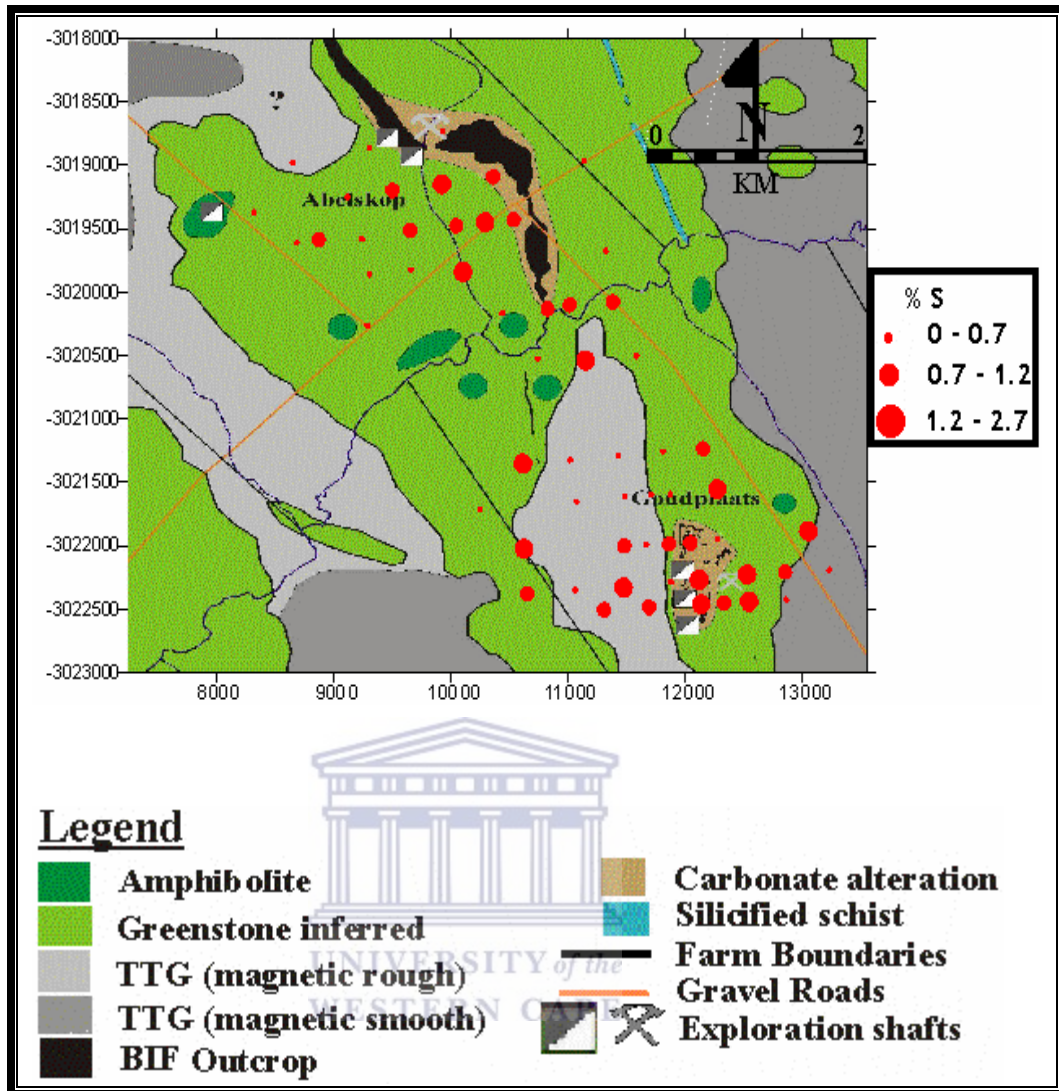 -3018000
-3018500
-3019000
-3019500
-3020000
-3020500
-3021000
-3021500
-3022000
-3022500
-3023000
8000
9000
10000
11000
12000
13000
?
Abelskop
Goudplaats
N
0 2
KM
% S
0 - 0.7
0.7 - 1.2
1.2 - 2.7
Legend
Amphibolite
Greenstone inferred
TTG (magnetic rough)
TTG (magnetic smooth)
BIF Outcrop
Carbonate alteration
Silicified schist
Farm Boundaries
Gravel Roads
Exploration shafts
UNIVERSITY of the
WESTERN CAPE